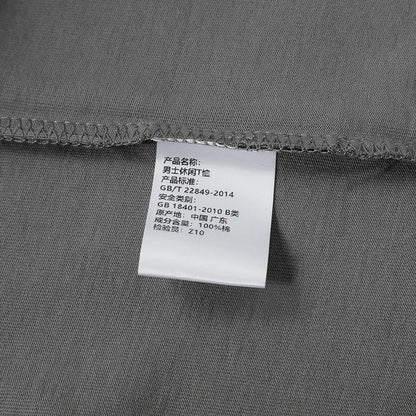 产品名称:
男士休闲T恤
产品标准:
GB/T 22849-2014
安全类别:
GB 18401-2010 B类
原产地: 中国 广东
成分含量: 100%棉
检验员: Z10